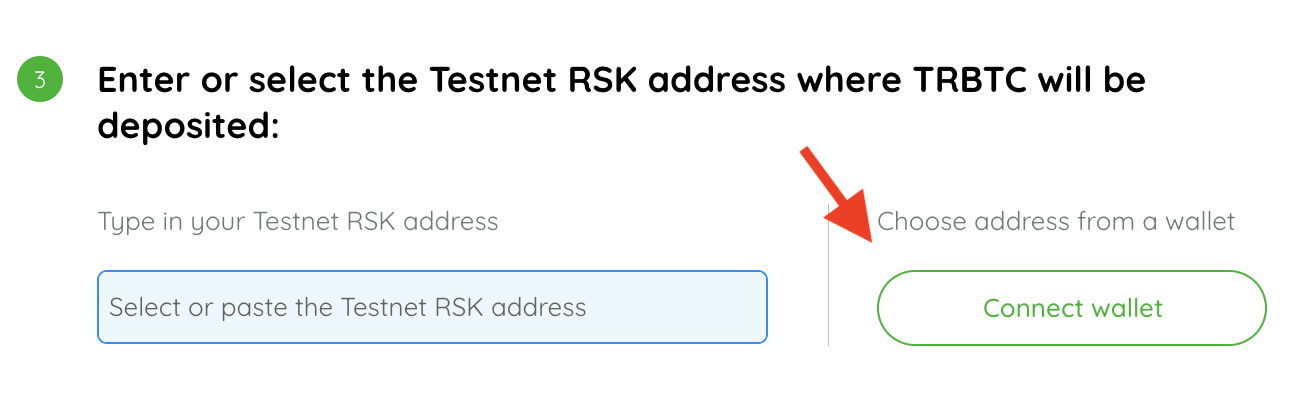 3
Enter or select the Testnet RSK address where TRBTC will be
deposited:
Type in your Testnet RSK address
Choose address from a wallet
Select or paste the Testnet RSK address
Connect wallet